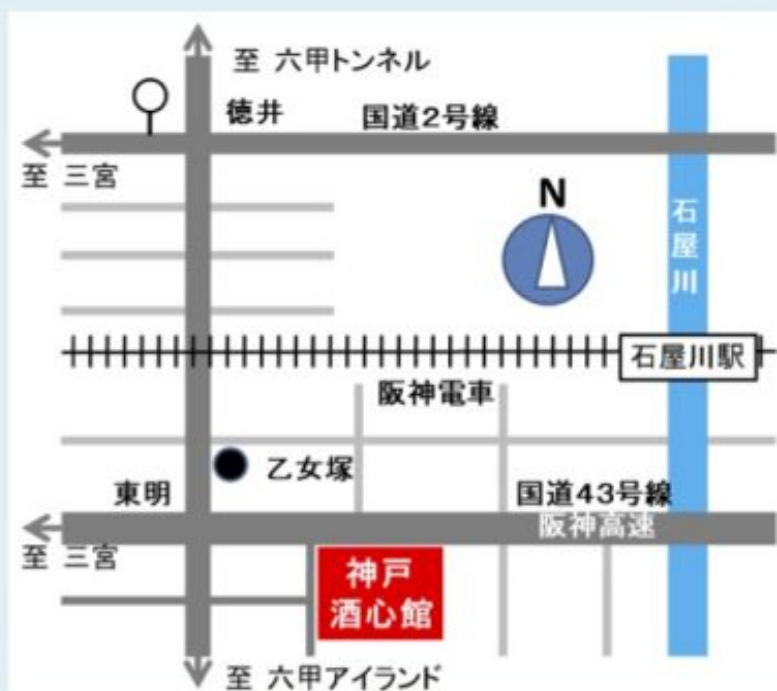 至 六甲トンネル
徳井
国道2号線
至 三宮
N
石屋川
石屋川駅
阪神電車
乙女塚
東明
国道43号線
阪神高速
至 三宮
神戸
酒心館
至 六甲アイランド